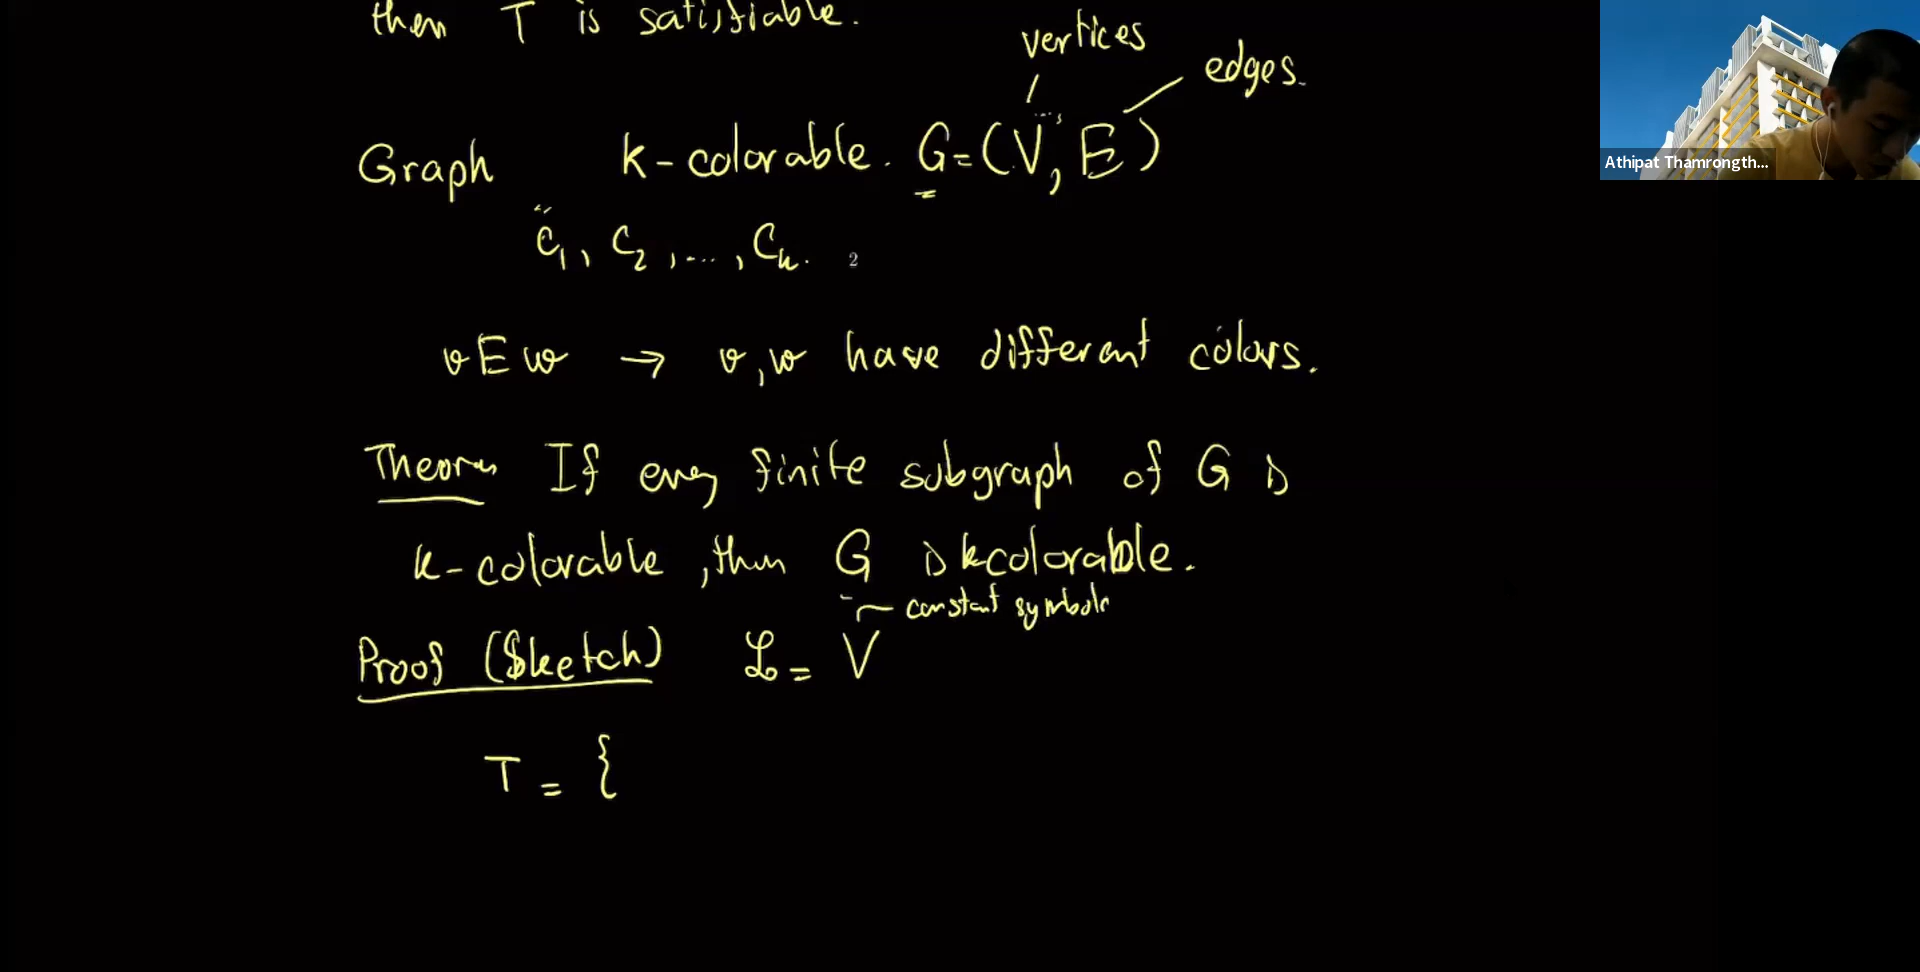 then T is satisfiable.
vertices
edges.
Graph k-colorable. G=(V, E)
C1, C2, ..., Ck. 2
v E w → v, w have different colors.
Theorem If every finite subgraph of G is
k-colorable, then G is k colorable.
constant symbols
Proof (Sketch) ℒ = V
T = {
Athipat Thamrongth...